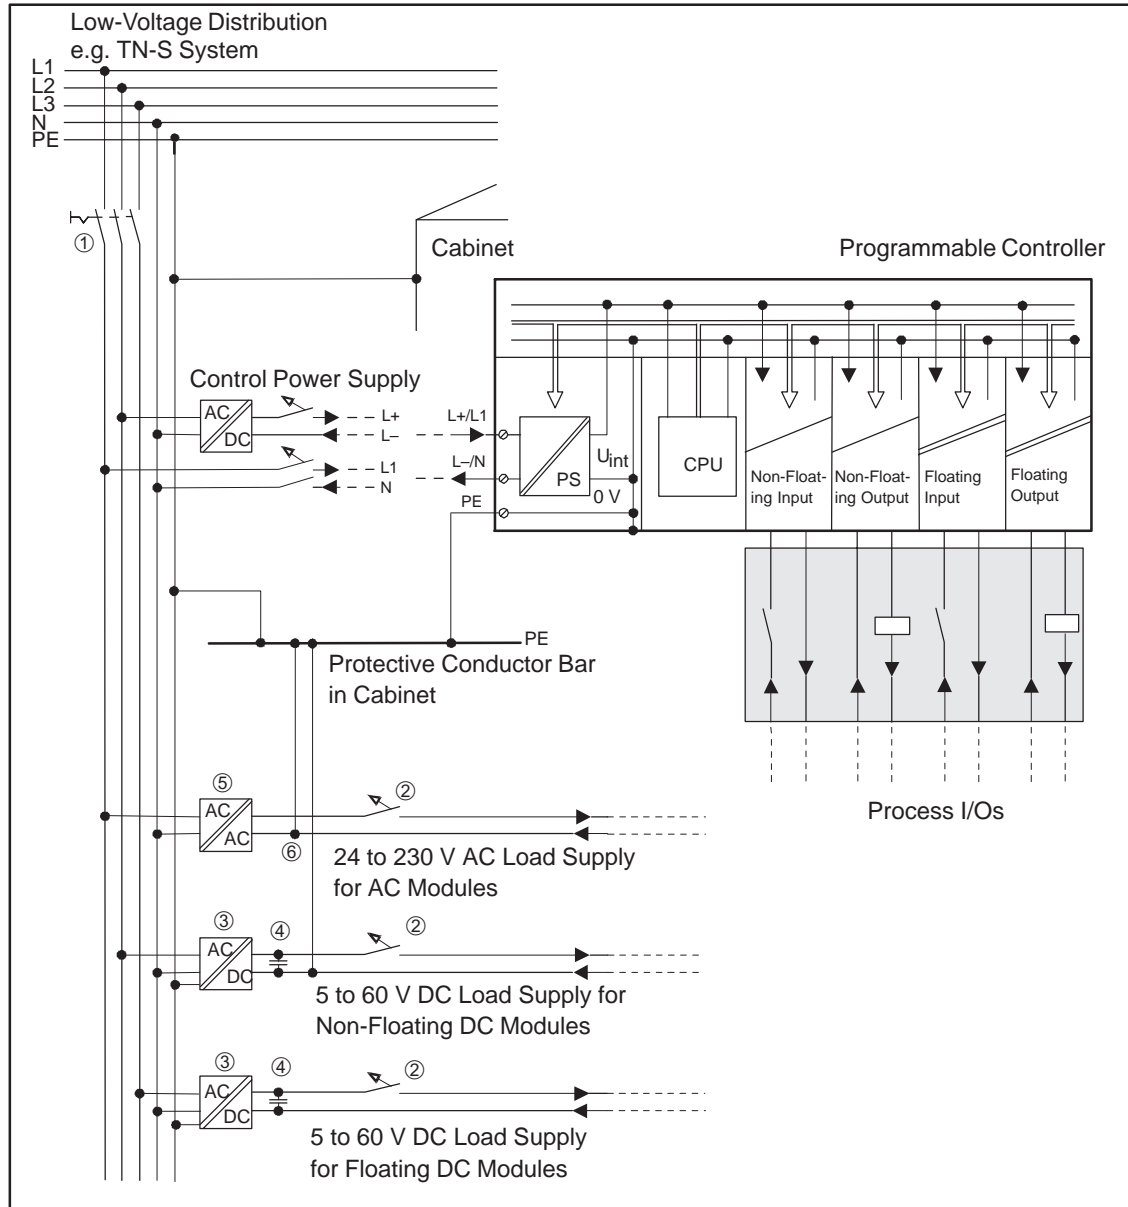 Low-Voltage Distribution
e.g. TN-S System
L1
L2
L3
N
PE
①
Cabinet
Programmable Controller
Control Power Supply
AC
DC
L+
L–
L1
N
L+/L1
L–/N
PE
PS
Uint
0 V
CPU
Non-Float-
ing Input
Non-Float-
ing Output
Floating
Input
Floating
Output
PE
Protective Conductor Bar
in Cabinet
Process I/Os
⑤
AC
AC
②
⑥
24 to 230 V AC Load Supply
for AC Modules
③
AC
DC
④
②
5 to 60 V DC Load Supply for
Non-Floating DC Modules
③
AC
DC
④
②
5 to 60 V DC Load Supply
for Floating DC Modules